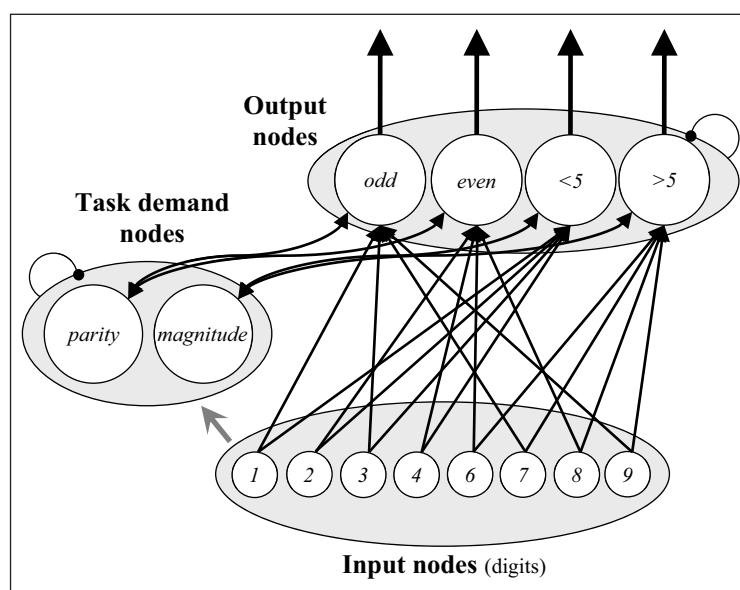 Output
nodes
odd
even
<5
>5
Task demand
nodes
parity
magnitude
1
2
3
4
6
7
8
9
Input nodes (digits)